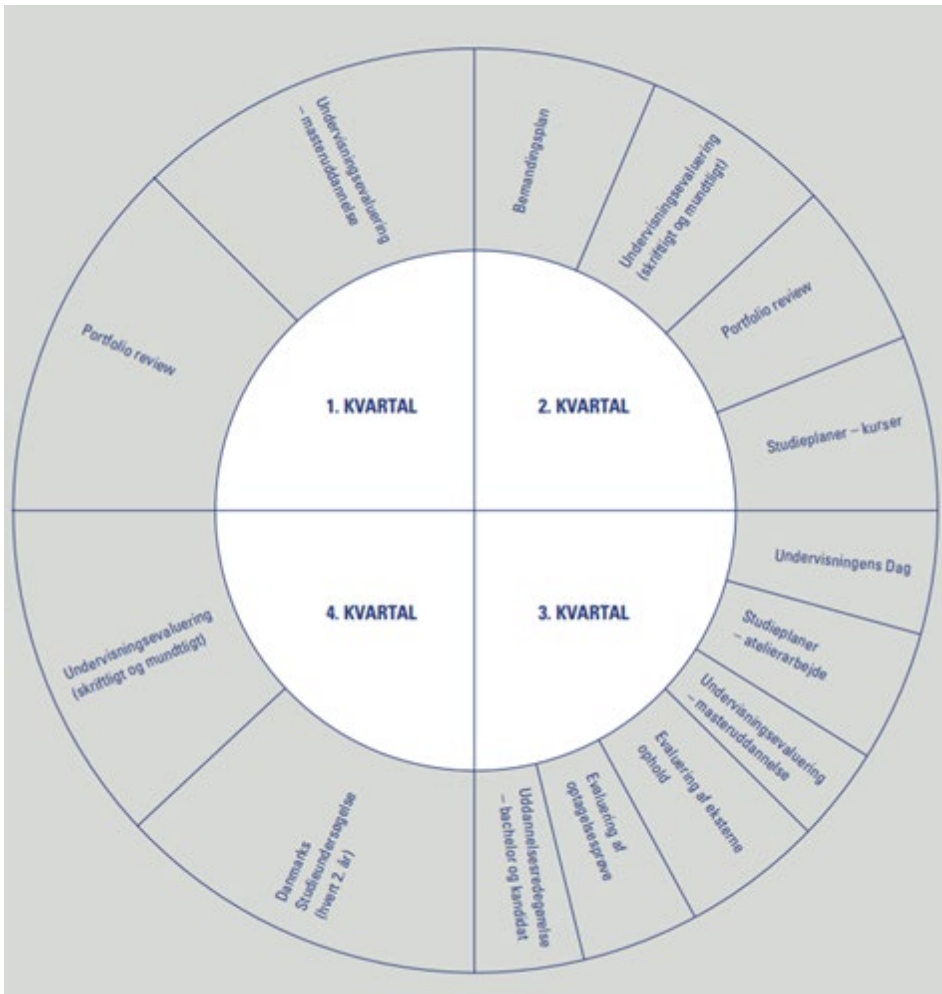 Portfolio review
Undervisningsevaluering
– masteruddannelse
1. KVARTAL
Bemandingsplan
Undervisningsevaluering
(skriftligt og mundtligt)
Portfolio review
Studieplaner – kurser
2. KVARTAL
Undervisningens Dag
Studieplaner
– atelierarbejde
Undervisningsevaluering
– masteruddannelse
Evaluering af eksterne
ophold
Evaluering af
optagelsesprøve
Uddannelsesredegørelse
– bachelor og kandidat
3. KVARTAL
Danmarks
Studieundersøgelse
(hvert 2. år)
Undervisningsevaluering
(skriftligt og mundtligt)
4. KVARTAL